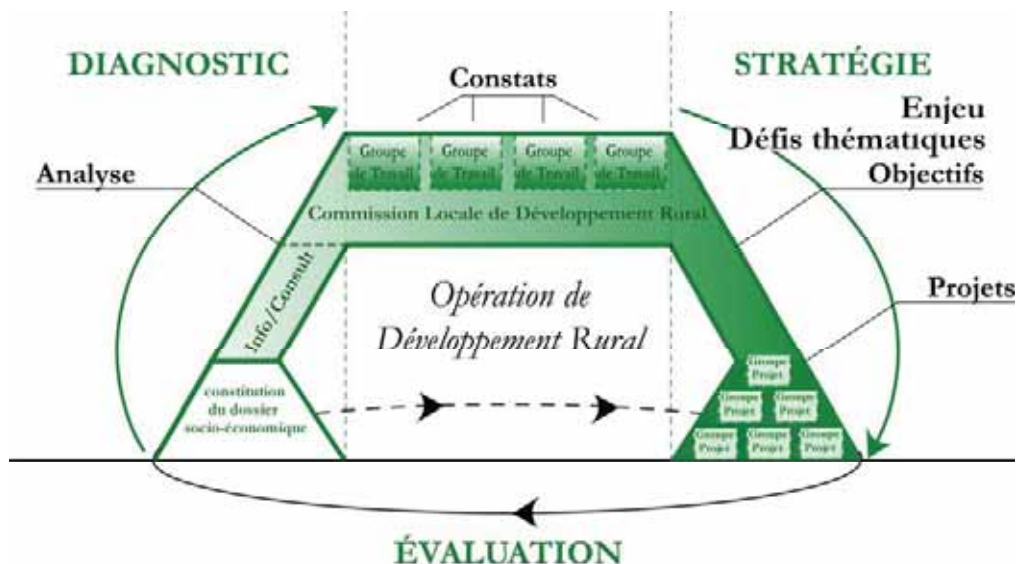 DIAGNOSTIC
STRATÉGIE
Constats
Enjeu
Défis thématiques
Objectifs
Analyse
Groupe
de Travail
Groupe
de Travail
Groupe
de Travail
Groupe
de Travail
Commission Locale de Développement Rural
Info/Consult
Opération de
Développement Rural
Projets
constitution
du dossier
socio-économique
Groupe
Projet
Groupe
Projet
Groupe
Projet
Groupe
Projet
Groupe
Projet
Groupe
Projet
ÉVALUATION